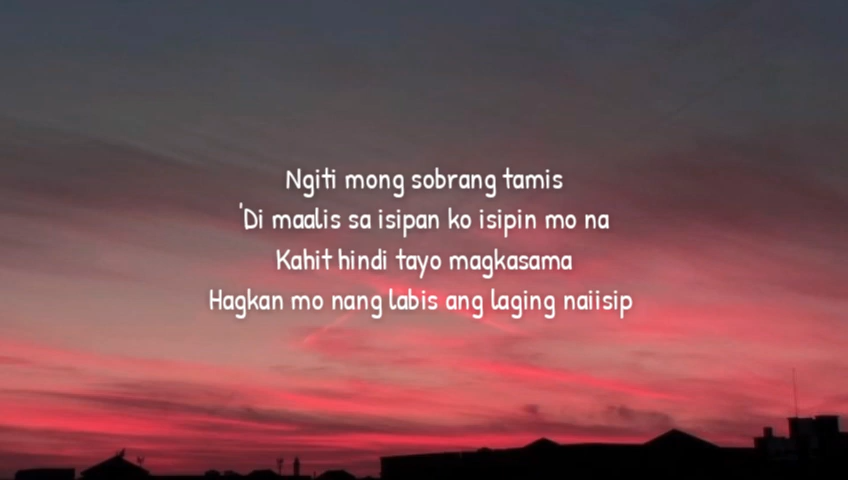 Ngiti mong sobrang tamis
'Di maalis sa isipan ko isipin mo na
Kahit hindi tayo magkasama
Hagkan mo nang labis ang laging naiisip